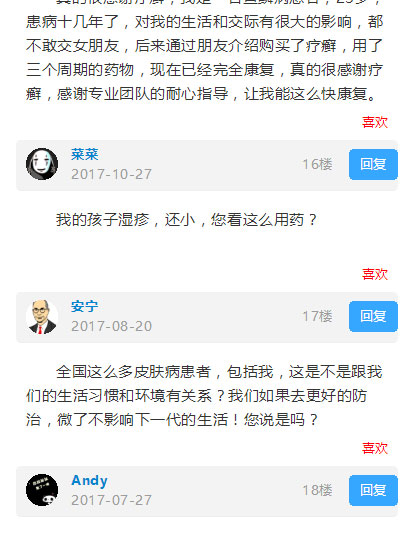 患病十几年了，对我的生活和交际有很大的影响，都
不敢交女朋友，后来通过朋友介绍购买了疗癣，用了
三个周期的药物，现在已经完全康复，真的很感谢疗
癣，感谢专业团队的耐心指导，让我能这么快康复。
喜欢
菜菜
16楼 回复
2017-10-27
我的孩子湿疹，还小，您看这么用药？
喜欢
安宁
17楼 回复
2017-08-20
全国这么多皮肤病患者，包括我，这是不是跟我
们的生活习惯和环境有关系？我们如果去更好的防
治，微了不影响下一代的生活！您说是吗？
喜欢
Andy
18楼 回复
2017-07-27